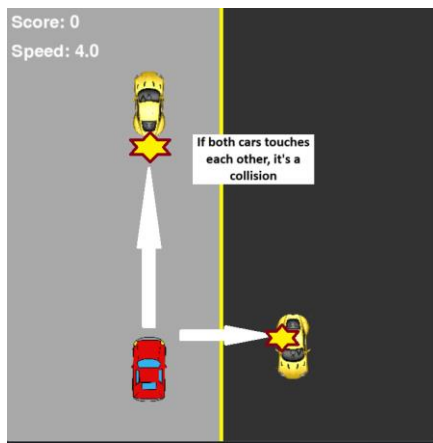 Score: 0
Speed: 4.0
If both cars touches
each other, it's a
collision